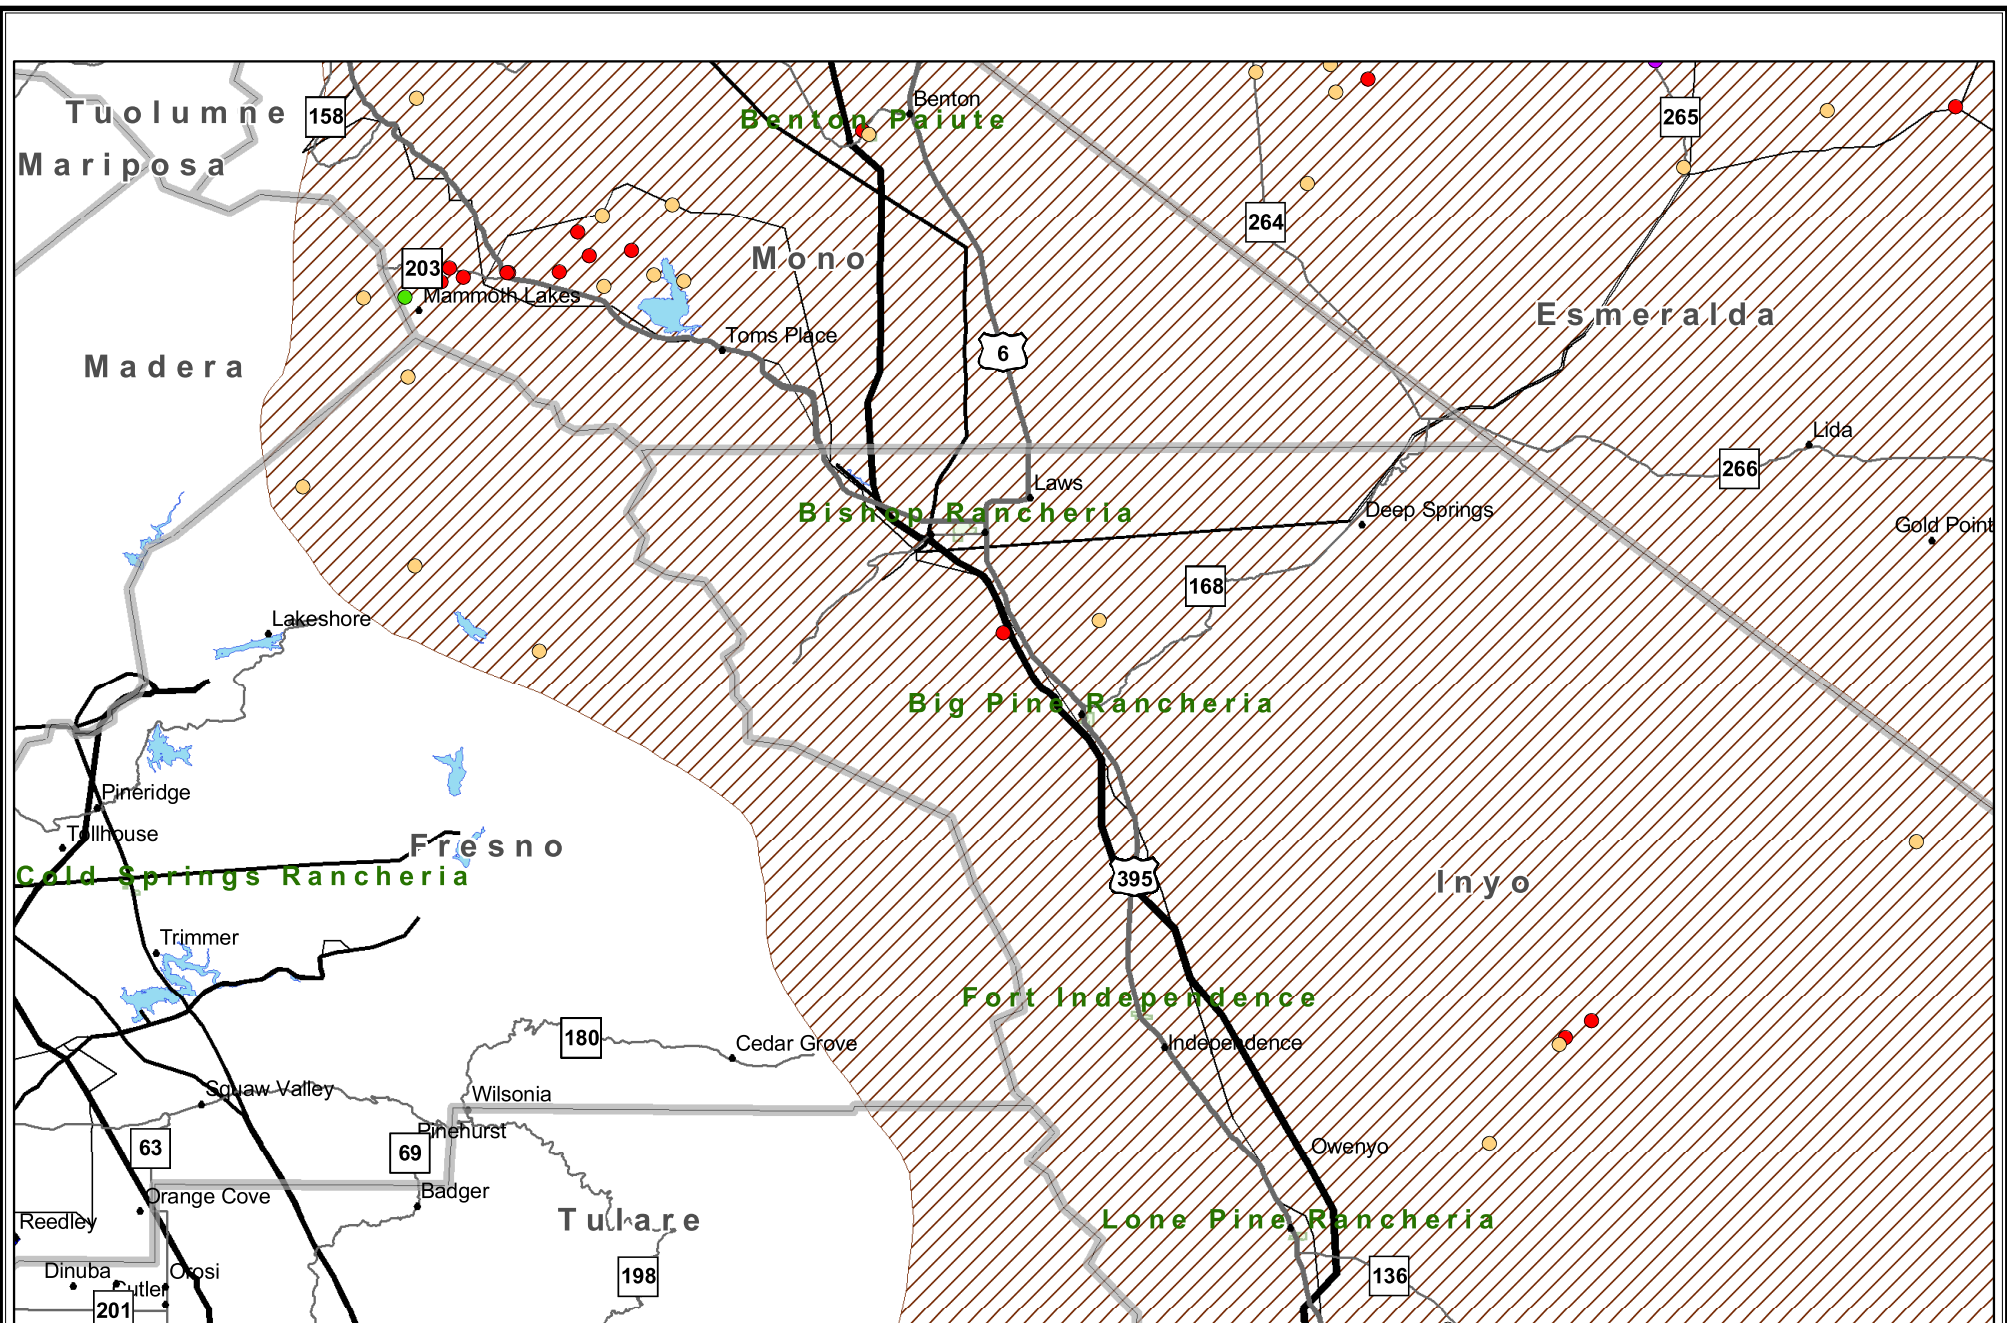 Benton
Tuolumne
158
Benton Paiute
265
Mariposa
264
Mono
203
Mammoth Lakes
Esmeralda
Toms Place
6
Madera
Lida
266
Laws
Bishop Rancheria
Deep Springs
Gold Point
168
Lakeshore
Big Pine Rancheria
Pineridge
Tollhouse
Fresno
Cold Springs Rancheria
395
Inyo
Trimmer
Fort Independence
180
Cedar Grove
Independence
Squaw Valley
Wilsonia
Pinehurst
63
69
Owenyo
Orange Cove
Badger
Reedley
Tulare
Lone Pine Rancheria
Dinuba
Orosi
198
136
utler
201